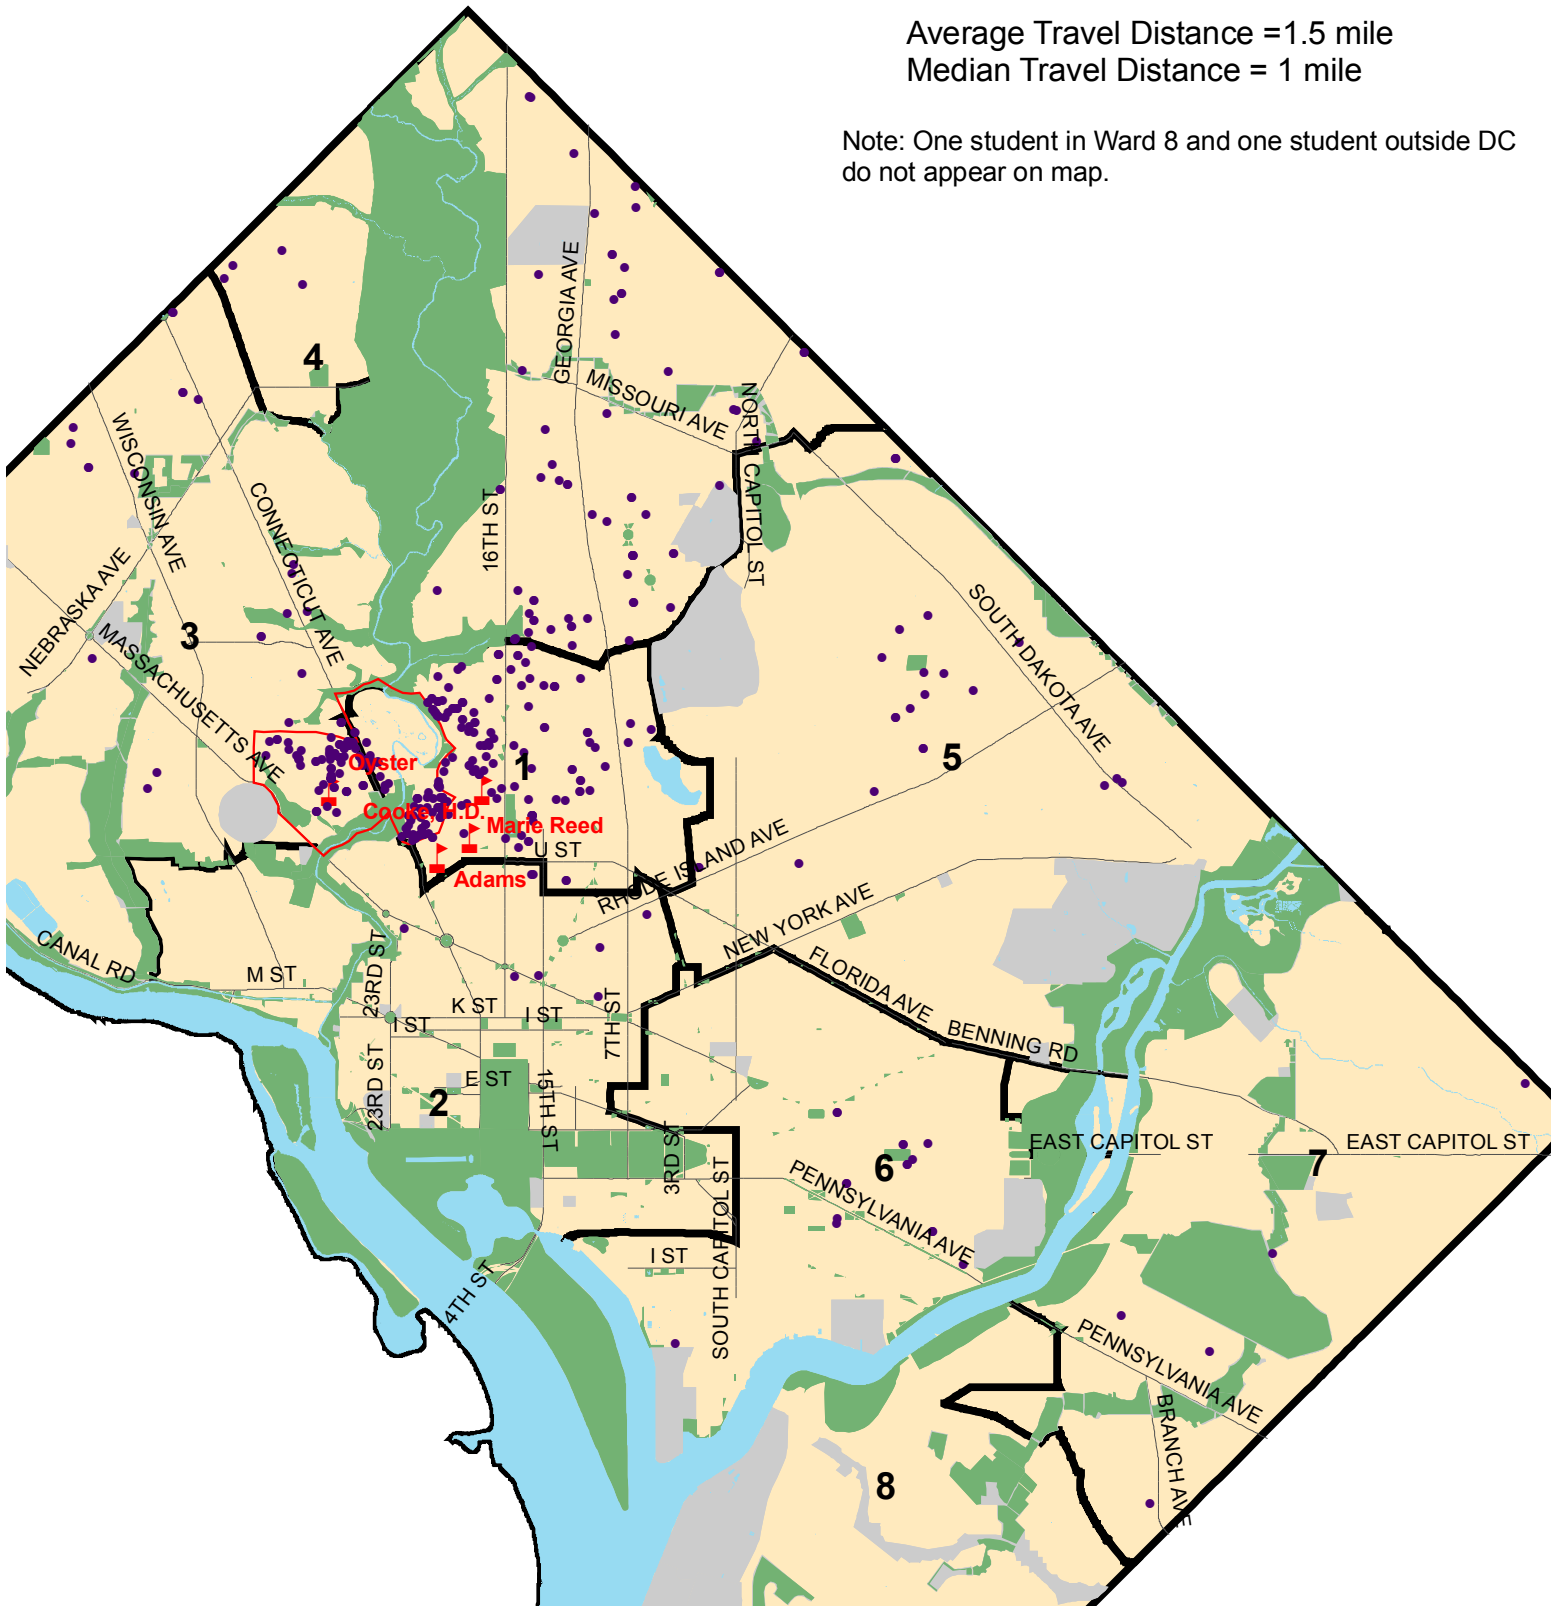 Average Travel Distance =1.5 mile
Median Travel Distance = 1 mile
Note: One student in Ward 8 and one student outside DC
do not appear on map.
GEORGIA AVE
4
MISSOURI AVE
NORTH CAPITOL ST
WISCONSIN AVE
CONNECTICUT AVE
16TH ST
NEBRASKA AVE
MASSACHUSETTS AVE
3
SOUTH DAKOTA AVE
5
1
Oyster
Cooke, H.D.
Marie Reed
U ST
Adams
RHODE ISLAND AVE
NEW YORK AVE
FLORIDA AVE
BENNING RD
CANAL RD
M ST
23RD ST
K ST
I ST
I ST
7TH ST
23RD ST
E ST
2
15TH ST
3RD ST
EAST CAPITOL ST
EAST CAPITOL ST
7
6
PENNSYLVANIA AVE
SOUTH CAPITOL ST
I ST
14TH ST
PENNSYLVANIA AVE
BRANCH AVE
8